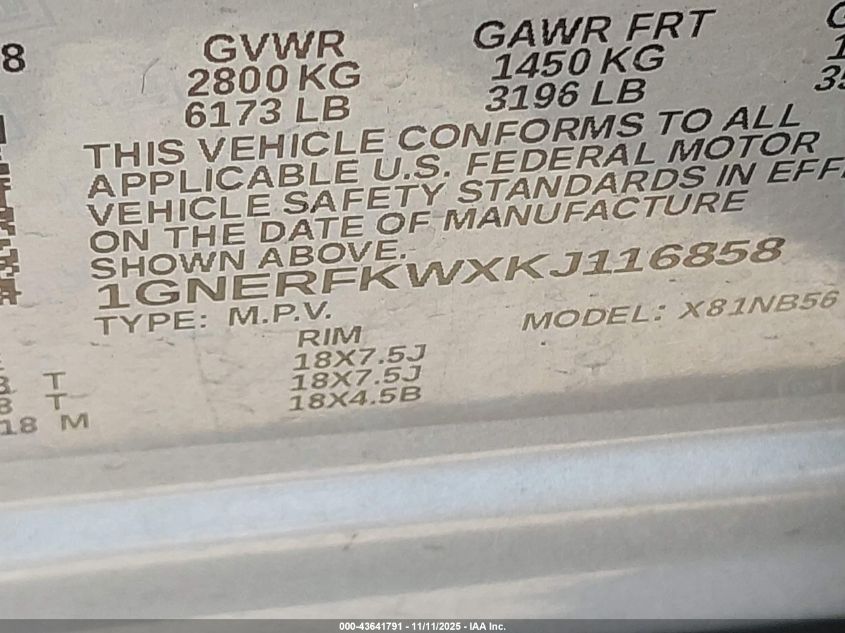 8 GVWR GAWR FRT
2800 KG 1450 KG
6173 LB 3196 LB
THIS VEHICLE CONFORMS TO ALL
APPLICABLE U.S. FEDERAL MOTOR
VEHICLE SAFETY STANDARDS IN EFF
ON THE DATE OF MANUFACTURE
SHOWN ABOVE.
1GNERFKWXKJ116858
TYPE: M.P.V. MODEL: X81NB56
RIM
18X7.5J
T 18X7.5J
8 T 18X4.5B
18 M
000-43641791 - 11/11/2025 - IAA Inc.